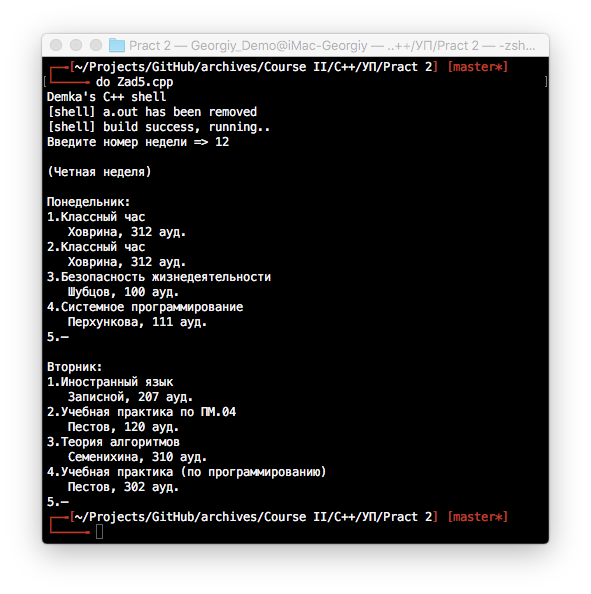 Pract 2 — Georgiy_Demo@iMac-Georgiy — ..++/УП/Pract 2 — -zsh...
[~/Projects/GitHub/archives/Course II/C++/УП/Pract 2] [master*]
do Zad5.cpp
Demka's C++ shell
[shell] a.out has been removed
[shell] build success, running..
Введите номер недели => 12
(Четная неделя)
Понедельник:
1.Классный час
Ховрина, 312 ауд.
2.Классный час
Ховрина, 312 ауд.
3.Безопасность жизнедеятельности
Шубцов, 100 ауд.
4.Системное программирование
Перхункова, 111 ауд.
5.—
Вторник:
1.Иностранный язык
Записной, 207 ауд.
2.Учебная практика по ПМ.04
Пестов, 120 ауд.
3.Теория алгоритмов
Семенихина, 310 ауд.
4.Учебная практика (по программированию)
Пестов, 302 ауд.
5.—
[~/Projects/GitHub/archives/Course II/C++/УП/Pract 2] [master*]